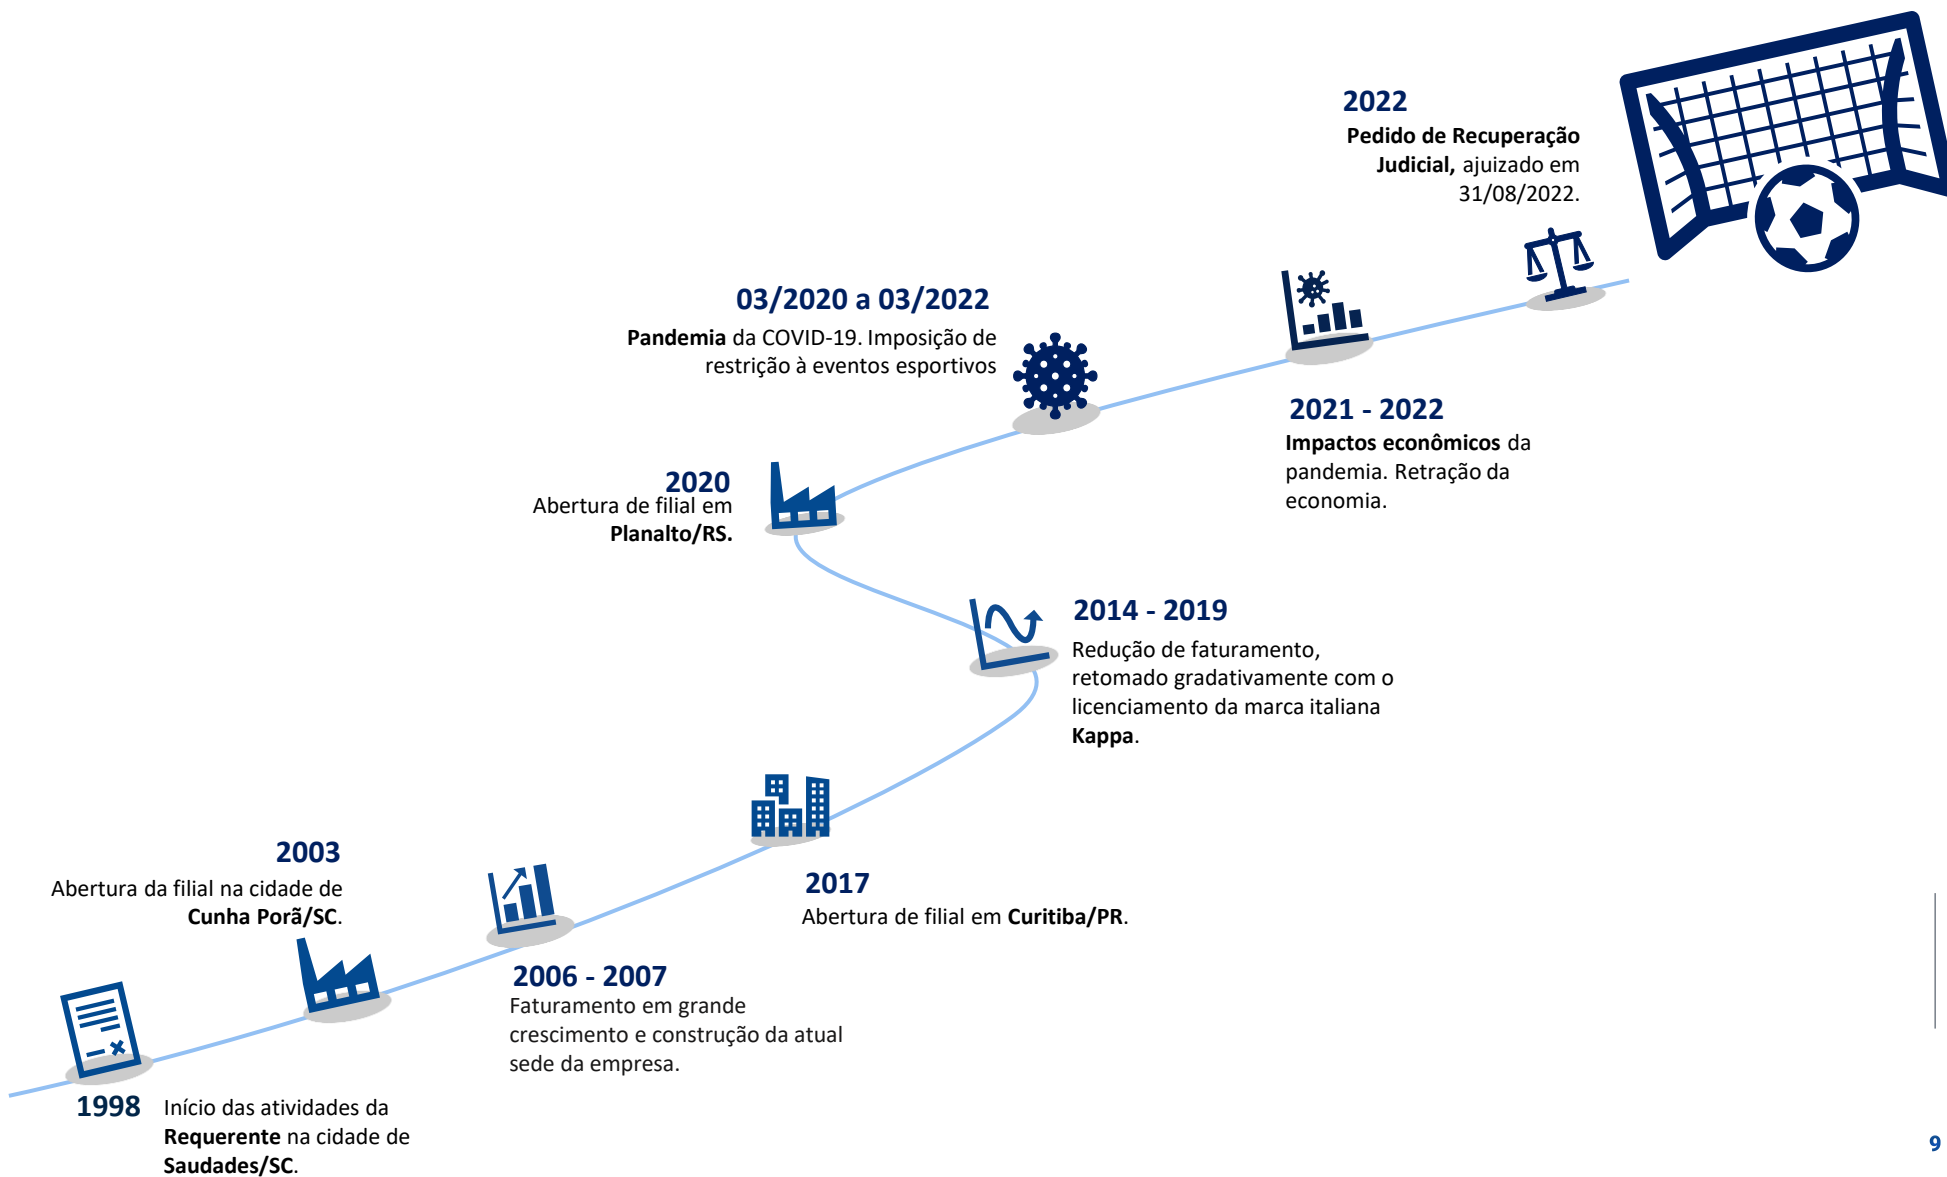 2022
Pedido de Recuperação
Judicial, ajuizado em
31/08/2022.
03/2020 a 03/2022
Pandemia da COVID-19. Imposição de
restrição à eventos esportivos
2021 - 2022
Impactos econômicos da
pandemia. Retração da
economia.
2020
Abertura de filial em
Planalto/RS.
2014 - 2019
Redução de faturamento,
retomado gradativamente com o
licenciamento da marca italiana
Kappa.
2003
Abertura da filial na cidade de
Cunha Porã/SC.
2017
Abertura de filial em Curitiba/PR.
2006 - 2007
Faturamento em grande
crescimento e construção da atual
sede da empresa.
1998
Início das atividades da
Requerente na cidade de
Saudades/SC.
9